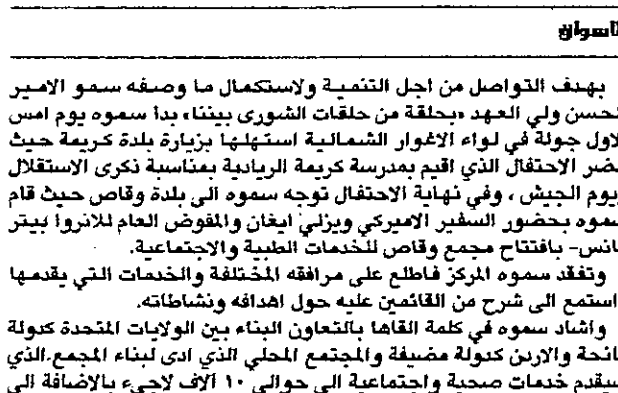 الاسواق
بهدف التواصل من اجل التنمية ولاستكمال ما وصفه سمو الامير
لحسن ولي العهد «بحلقة من حلقات الشورى بيننا» بدا سموه يوم امس
لاول جولة في لواء الاغوار الشمالية استهلها بزيارة بلدة كريمة حيث
ضر الاحتفال الذي اقيم بمدرسة كريمة الريادية بمناسبة ذكرى الاستقلال
يوم الجيش ، وفي نهاية الاحتفال توجه سموه الى بلدة وقاص حيث قام
سموه بحضور السفير الاميركي ويزلي ايغان والمفوض العام للانروا بيتر
انس- بافتتاح مجمع وقاص للخدمات الطبية والاجتماعية.
وتفقد سموه المركز فاطلع على مرافقه المختلفة والخدمات التي يقدمها
استمع الى شرح من القائمين عليه حول اهدافه ونشاطاته.
واشاد سموه في كلمة القاها بالتعاون البناء بين الولايات المتحدة كدولة
انحة والاردن كدولة مضيفة والمجتمع المحلي الذي ادى لبناء المجمع.الذي
سيقدم خدمات صحية واجتماعية الى حوالي ١٠ آلاف لاجيء بالاضافة الى